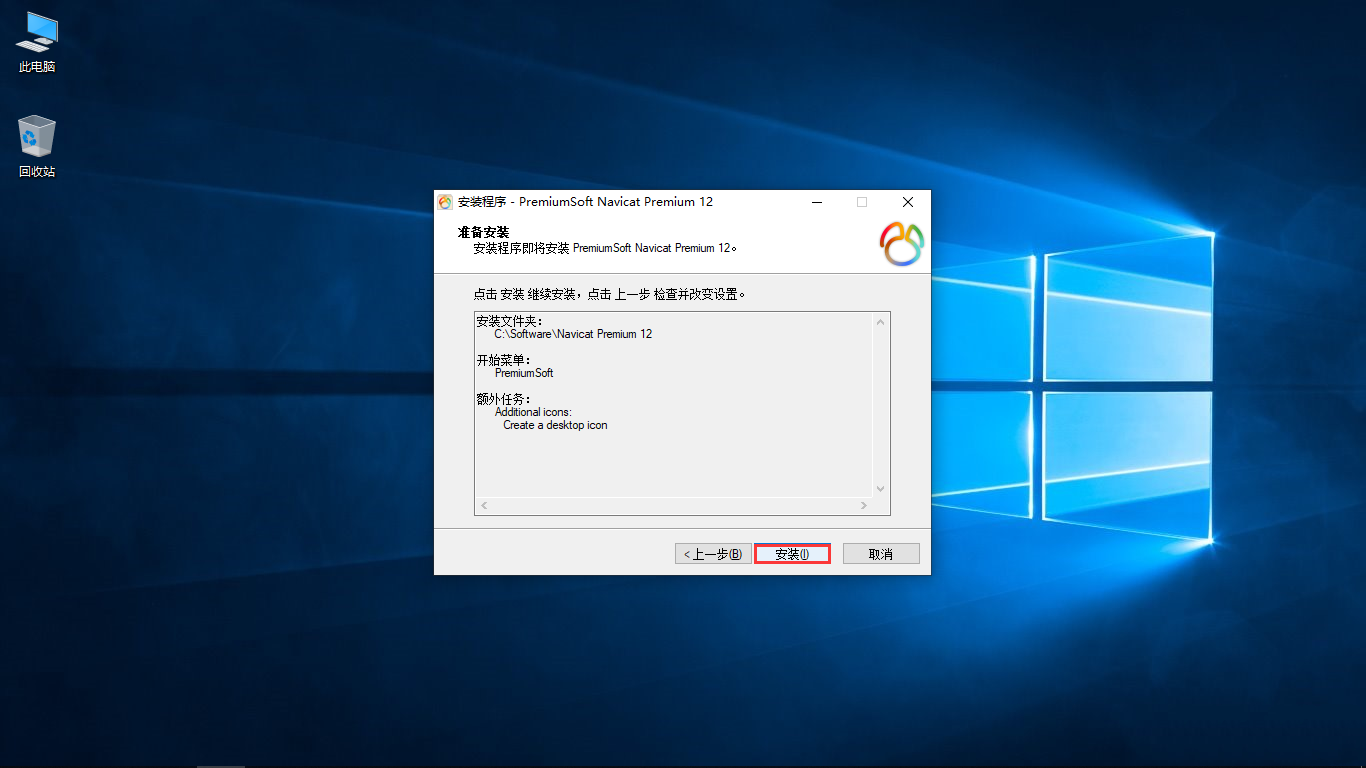 此电脑
回收站
安装程序 - PremiumSoft Navicat Premium 12
准备安装
安装程序即将安装 PremiumSoft Navicat Premium 12。
点击 安装 继续安装，点击 上一步 检查并改变设置。
安装文件夹：
C:\Software\Navicat Premium 12
开始菜单：
PremiumSoft
额外任务：
Additional icons:
Create a desktop icon
< 上一步(B) 安装(I) 取消